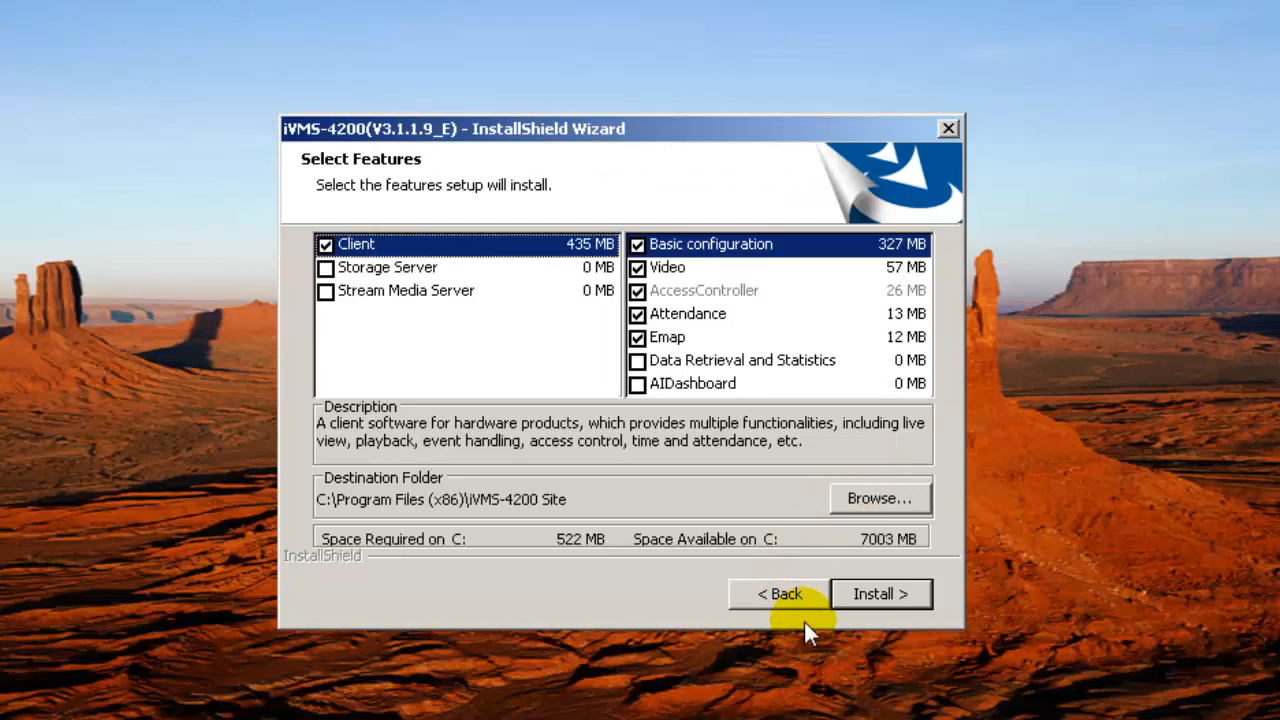 iVMS-4200(V3.1.1.9_E) - InstallShield Wizard
Select Features
Select the features setup will install.
Client 435 MB
Storage Server 0 MB
Stream Media Server 0 MB
Basic configuration 327 MB
Video 57 MB
AccessController 26 MB
Attendance 13 MB
Emap 12 MB
Data Retrieval and Statistics 0 MB
AIDashboard 0 MB
Description
A client software for hardware products, which provides multiple functionalities, including live
view, playback, event handling, access control, time and attendance, etc.
Destination Folder
C:\Program Files (x86)\iVMS-4200 Site
Browse...
Space Required on C: 522 MB Space Available on C: 7003 MB
InstallShield
< Back Install >